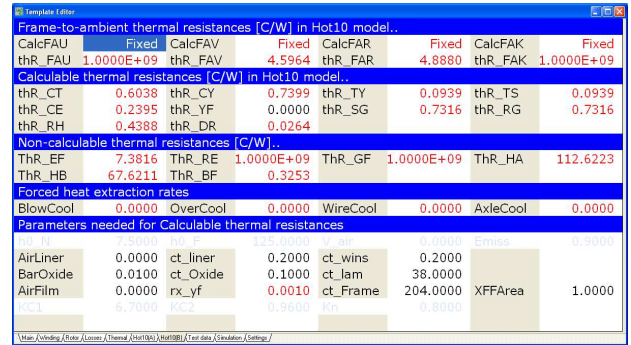 Template Editor
Frame-to-ambient thermal resistances [C/W] in Hot10 model..
CalcFAU Fixed CalcFAV Fixed CalcFAR Fixed CalcFAK Fixed
thR_FAU 1.0000E+09 thR_FAV 4.5964 thR_FAR 4.8880 thR_FAK 1.0000E+09
Calculable thermal resistances [C/W] in Hot10 model..
thR_CT 0.6038 thR_CY 0.7399 thR_TY 0.0939 thR_TS 0.0939
thR_CE 0.2395 thR_YF 0.0000 thR_SG 0.7316 thR_RG 0.7316
thR_RH 0.4388 thR_DR 0.0264
Non-calculable thermal resistances [C/W]..
ThR_EF 7.3816 ThR_RE 1.0000E+09 ThR_GF 1.0000E+09 ThR_HA 112.6223
ThR_HB 67.6211 ThR_BF 0.3253
Forced heat extraction rates
BlowCool 0.0000 OverCool 0.0000 WireCool 0.0000 AxleCool 0.0000
Parameters needed for Calculable thermal resistances
h0_N 7.5000 h0_F 125.0000 V_air 0.0000 Emiss 0.9000
AirLiner 0.0000 ct_liner 0.2000 ct_wins 0.2000
BarOxide 0.0100 ct_Oxide 0.1000 ct_lam 38.0000
AirFilm 0.0000 rx_yf 0.0010 ct_Frame 204.0000 XFFArea 1.0000
KC1 6.7000 KC2 0.9600 Kn 0.8000
Main Winding Rotor Losses Thermal Hot10(A) Hot10(B) Test data Simulation Settings